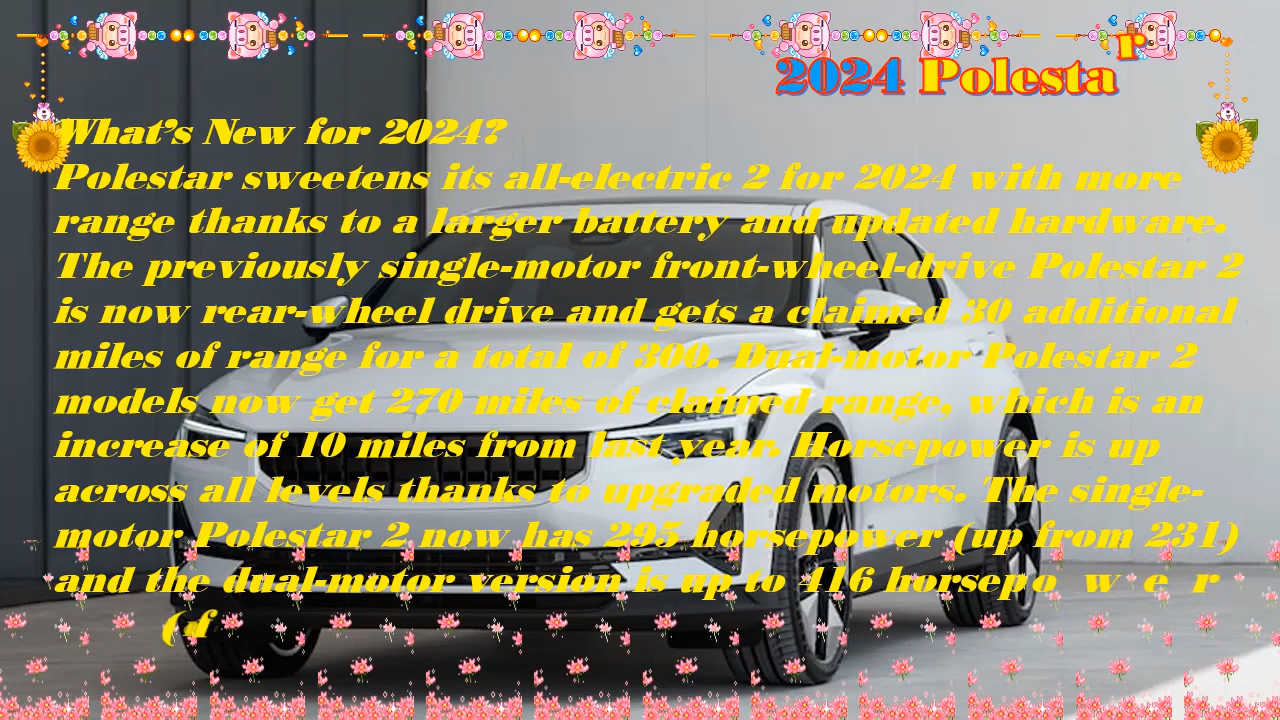 2024 Polestar
What's New for 2024?
Polestar sweetens its all-electric 2 for 2024 with more
range thanks to a larger battery and updated hardware.
The previously single-motor front-wheel-drive Polestar 2
is now rear-wheel drive and gets a claimed 30 additional
miles of range for a total of 300. Dual-motor Polestar 2
models now get 270 miles of claimed range, which is an
increase of 10 miles from last year. Horsepower is up
across all levels thanks to upgraded motors. The single-
motor Polestar 2 now has 295 horsepower (up from 231)
and the dual-motor version is up to 416 horsepower